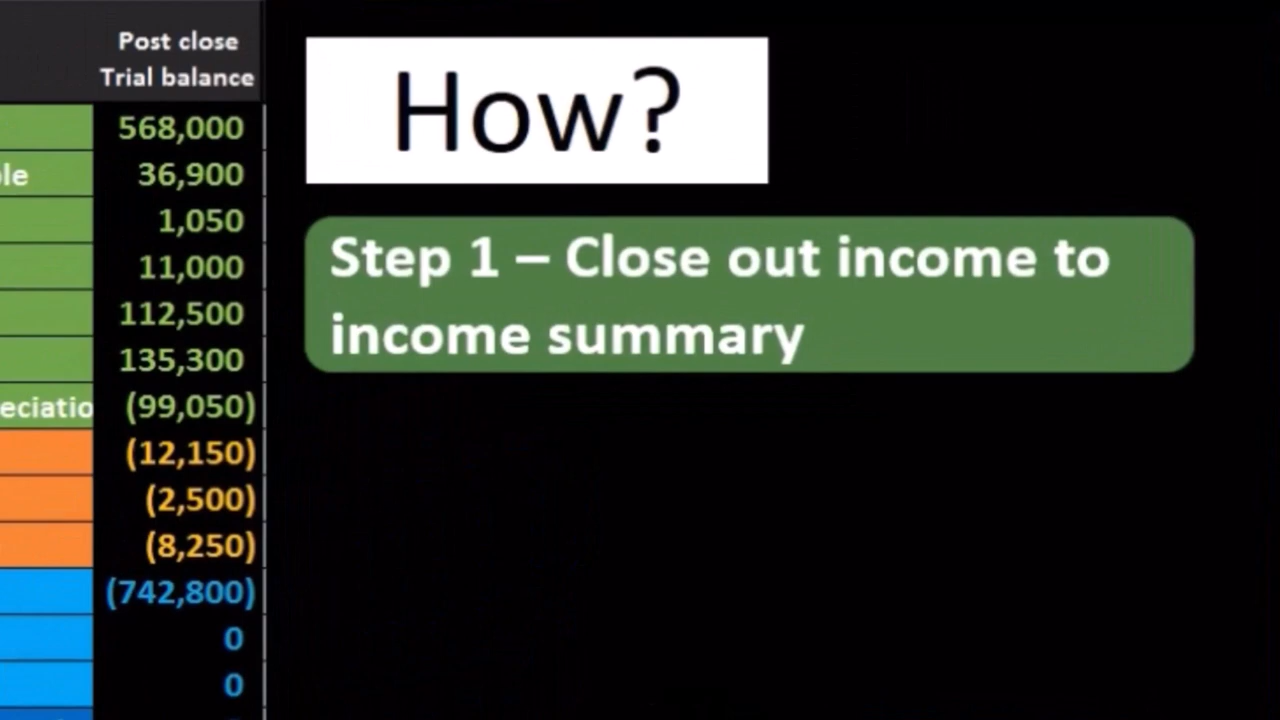 Post close
Trial balance
568,000
ole 36,900
1,050
11,000
112,500
135,300
eciatio (99,050)
(12,150)
(2,500)
(8,250)
(742,800)
0
0
How?
Step 1 – Close out income to
income summary